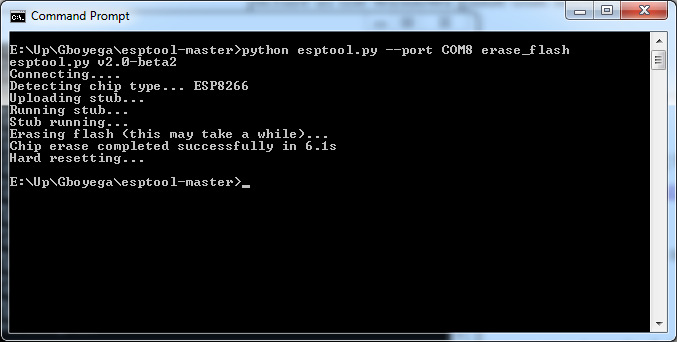 Command Prompt
E:\Up\Gboyega\esptool-master>python esptool.py --port COM8 erase_flash
esptool.py v2.0-beta2
Connecting....
Detecting chip type... ESP8266
Uploading stub...
Running stub...
Stub running...
Erasing flash (this may take a while)...
Chip erase completed successfully in 6.1s
Hard resetting...
E:\Up\Gboyega\esptool-master>_